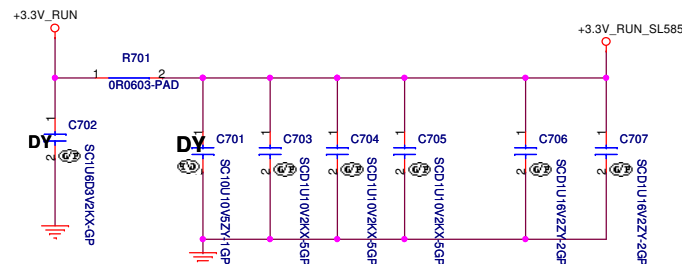 +3.3V_RUN
+3.3V_RUN_SL585
R701
1
2
0R0603-PAD
1
DY
C702
2
G/P
SC1U6D3V2KX-GP
1
DY
C701
SC10U10V5ZY-1GP
1
C703
2
G/P
SCD1U10V2KX-5GP
1
C704
2
G/P
SCD1U10V2KX-5GP
1
C705
2
G/P
SCD1U10V2KX-5GP
1
C706
2
G/P
SCD1U16V2ZY-2GP
1
C707
2
G/P
SCD1U16V2ZY-2GP